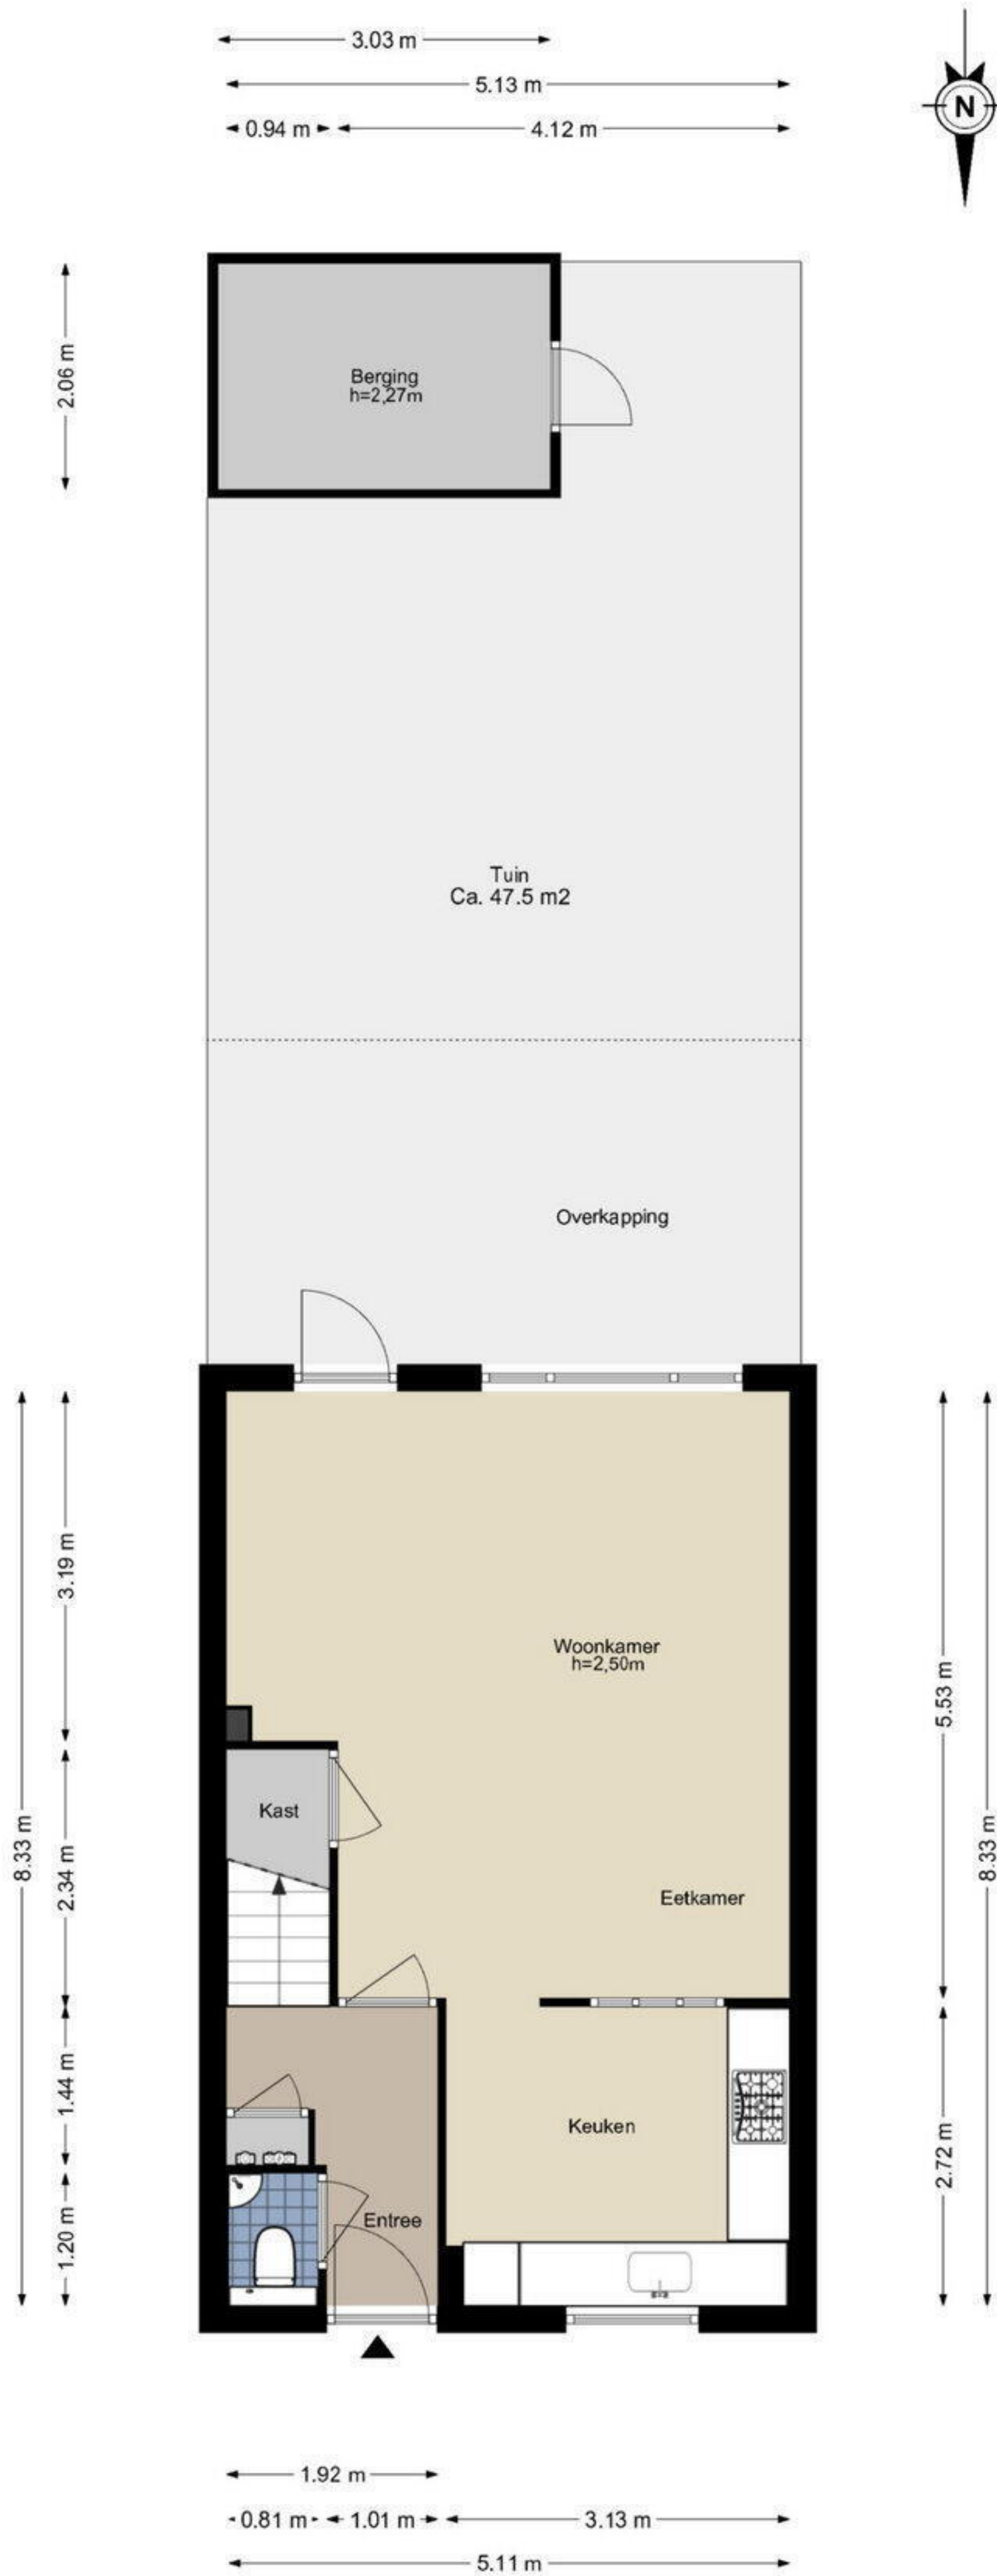 3.03 m
5.13 m
0.94 m
4.12 m
N
2.06 m
Berging
h=2,27m
Tuin
Ca. 47.5 m2
Overkapping
3.19 m
Woonkamer
h=2,50m
5.53 m
Kast
8.33 m
2.34 m
8.33 m
Eetkamer
1.44 m
Keuken
2.72 m
1.20 m
Entree
1.92 m
0.81 m
1.01 m
3.13 m
5.11 m